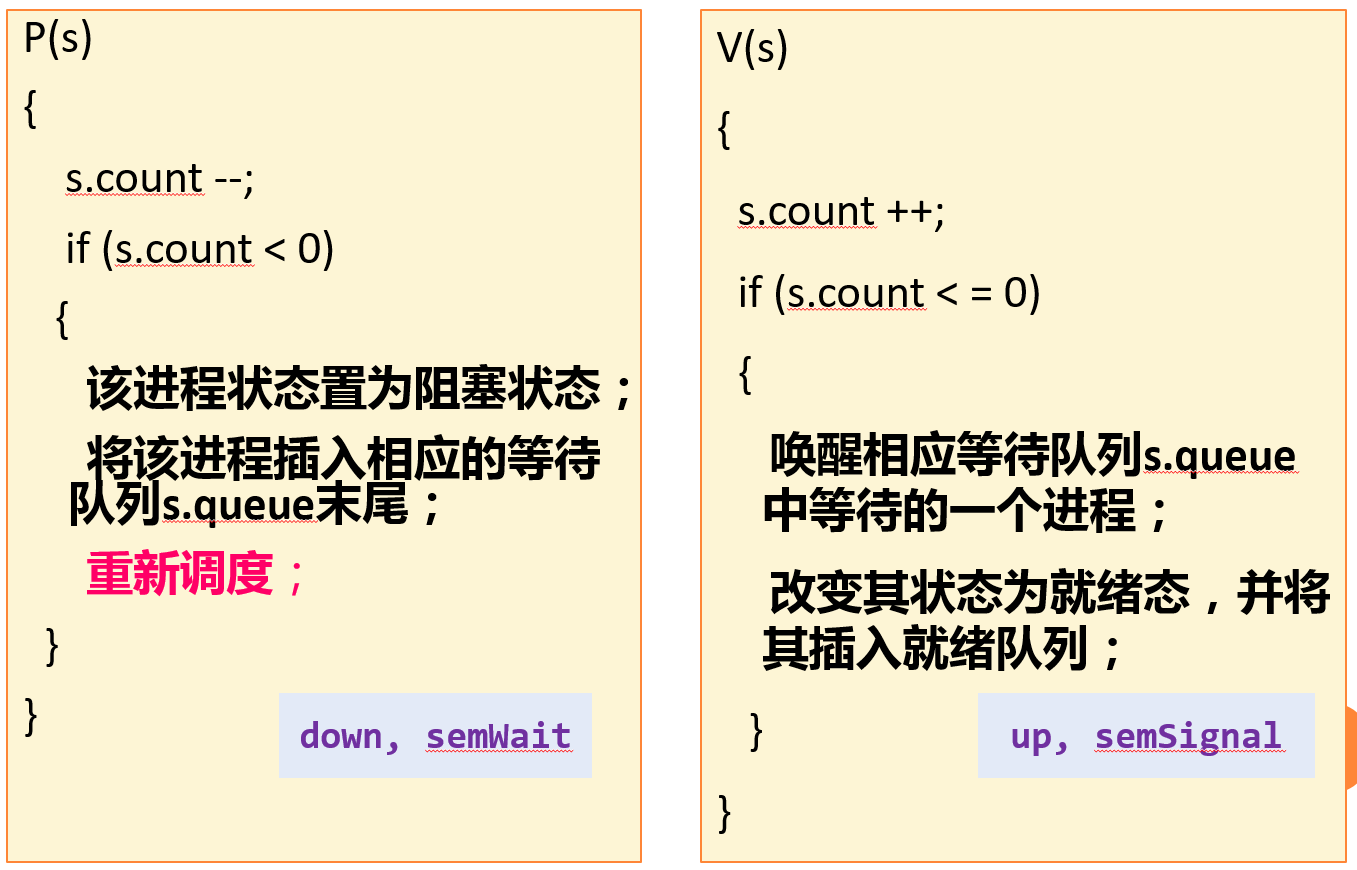 P(s)
{
s.count --;
if (s.count < 0)
{
该进程状态置为阻塞状态；
将该进程插入相应的等待
队列s.queue末尾；
重新调度；
}
}
down, semWait
V(s)
{
s.count ++;
if (s.count < = 0)
{
唤醒相应等待队列s.queue
中等待的一个进程；
改变其状态为就绪态，并将
其插入就绪队列；
}
up, semSignal
}